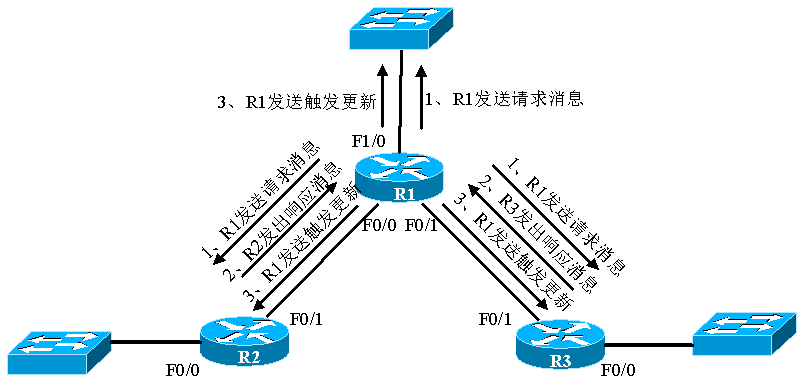 3、R1发送触发更新
1、R1发送请求消息
F1/0
R1
1、R1发送请求消息
2、R2发出响应消息
3、R1发送触发更新
1、R1发送请求消息
2、R3发出响应消息
3、R1发送触发更新
F0/0
F0/1
F0/1
F0/1
R2
R3
F0/0
F0/0